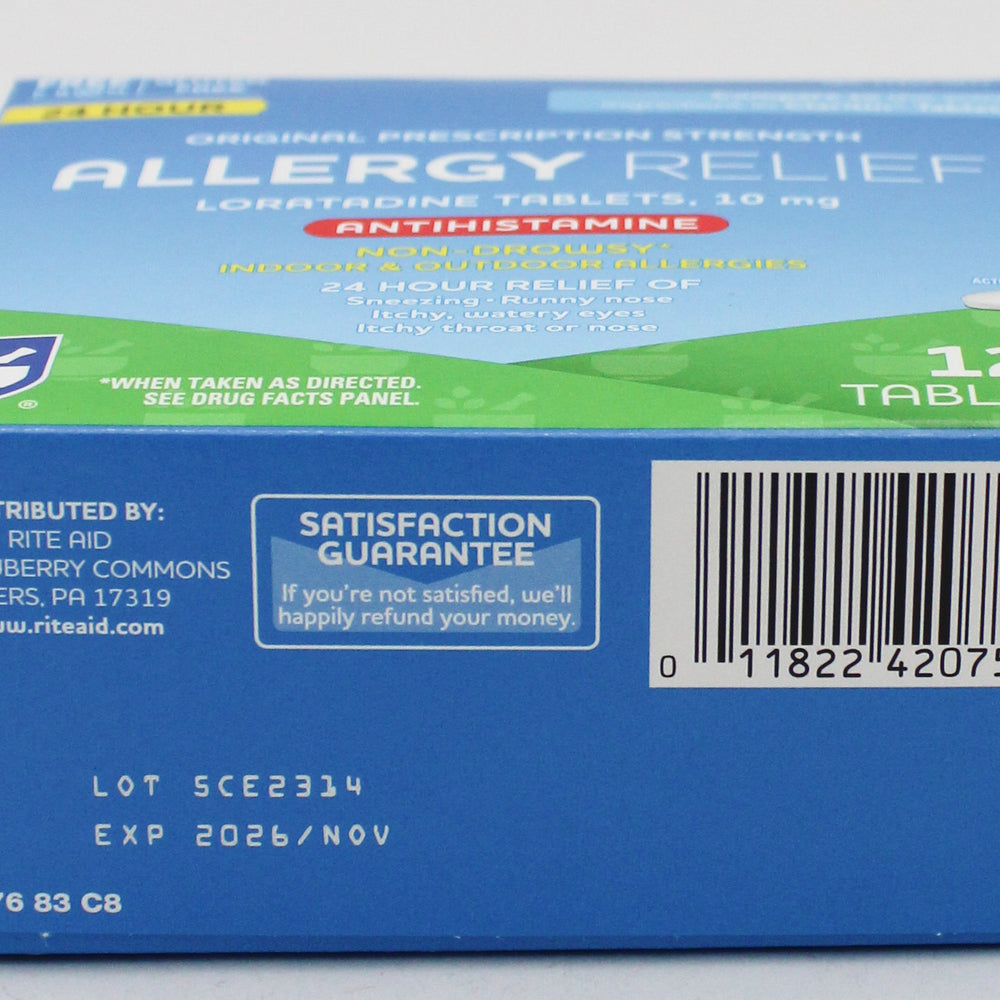 24 HOUR
ORIGINAL PRESCRIPTION STRENGTH
ALLERGY RELIEF
LORATADINE TABLETS, 10 mg
ANTIHISTAMINE
NON-DROWSY*
INDOOR & OUTDOOR ALLERGIES
24 HOUR RELIEF OF
Sneezing · Runny nose
Itchy, watery eyes
Itchy throat or nose
*WHEN TAKEN AS DIRECTED.
SEE DRUG FACTS PANEL.
®
12
TABL
TRIBUTED BY:
RITE AID
BERRY COMMONS
ERS, PA 17319
w.riteaid.com
SATISFACTION
GUARANTEE
If you're not satisfied, we'll
happily refund your money.
0 11822 42075
LOT 5CE2314
EXP 2026/NOV
6 83 C8